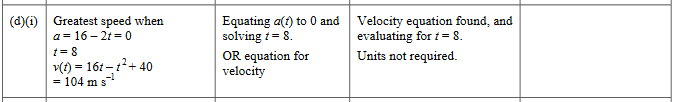 (d)(i)
Greatest speed when
a = 16 – 2t = 0
t = 8
v(t) = 16t – t² + 40
= 104 m s⁻¹
Equating a(t) to 0 and
solving t = 8.
OR equation for
velocity
Velocity equation found, and
evaluating for t = 8.
Units not required.